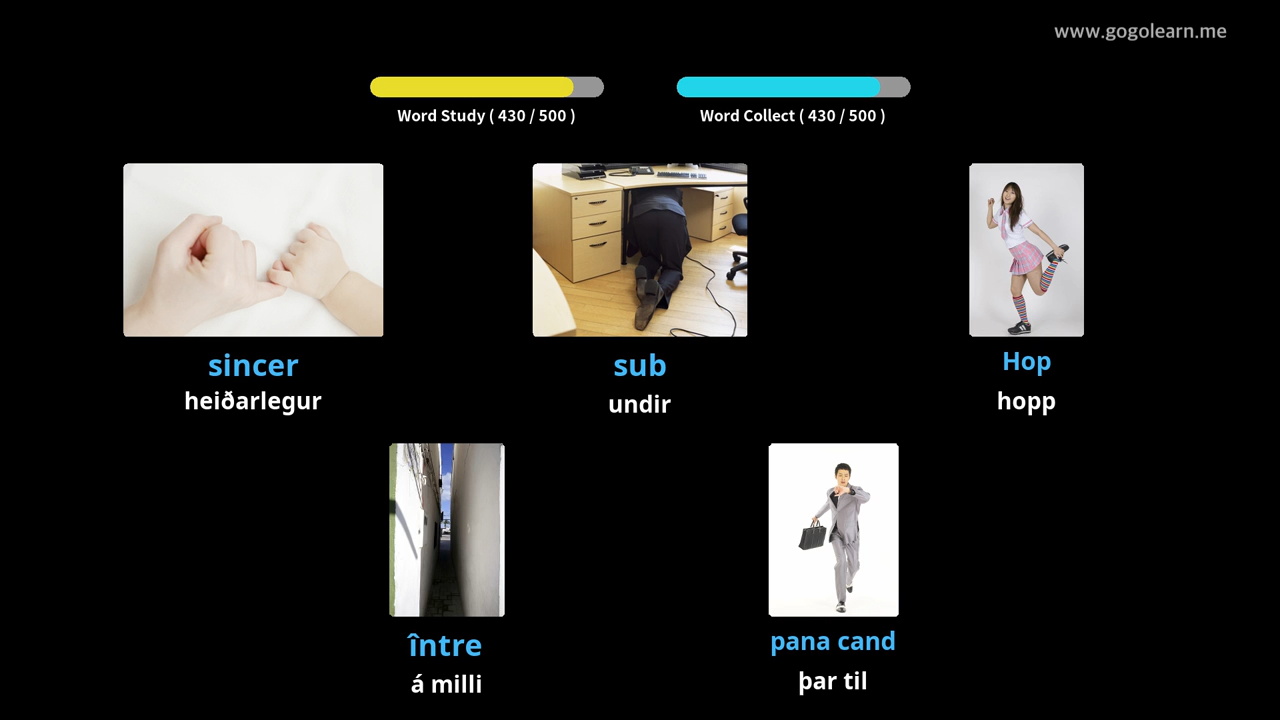 www.gogolearn.me
Word Study ( 430 / 500 )
Word Collect ( 430 / 500 )
sincer
heiðarlegur
sub
undir
Hop
hopp
între
á milli
pana cand
þar til